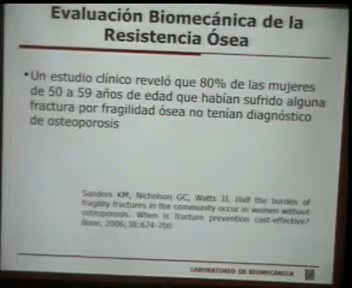 Evaluación Biomecánica de la
Resistencia Ósea
•Un estudio clínico reveló que 80% de las mujeres
de 50 a 59 años de edad que habían sufrido alguna
fractura por fragilidad ósea no tenían diagnóstico
de osteoporosis
Sanders KM, Nicholson GC, Watts JJ. Half the burden of
fragility fractures in the community occur in women without
osteoporosis. When is fracture prevention cost-effective?
Bone, 2006;38:674-700
LABORATORIO DE BIOMECÁNICA